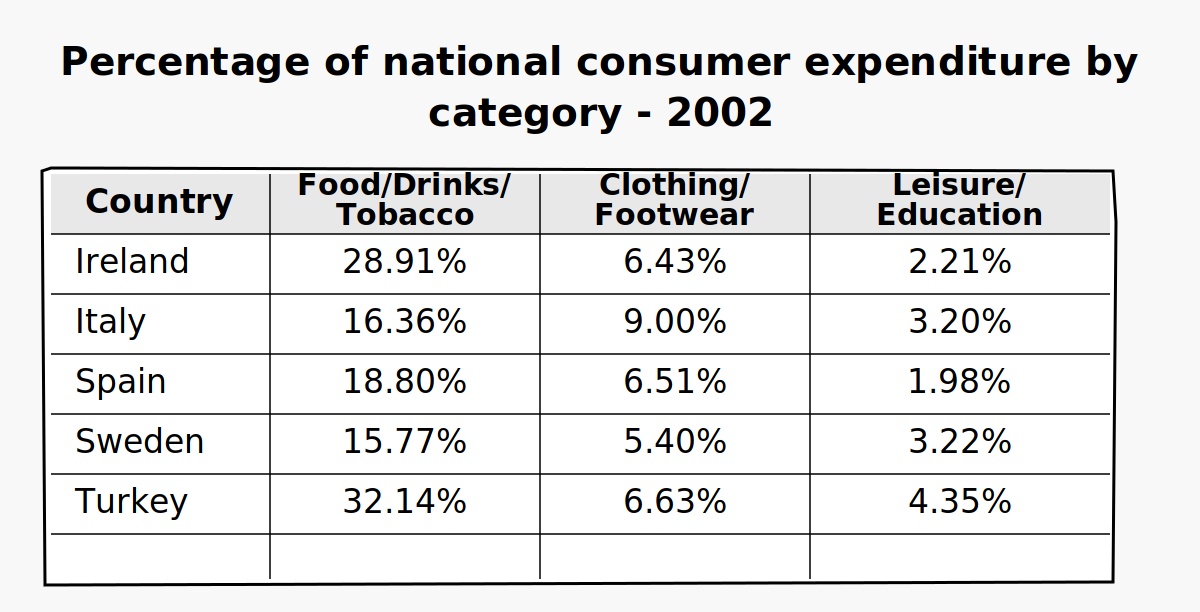 Percentage of national consumer expenditure by
category - 2002
Country Food/Drinks/ Clothing/ Leisure/
Tobacco Footwear Education
Ireland 28.91% 6.43% 2.21%
Italy 16.36% 9.00% 3.20%
Spain 18.80% 6.51% 1.98%
Sweden 15.77% 5.40% 3.22%
Turkey 32.14% 6.63% 4.35%